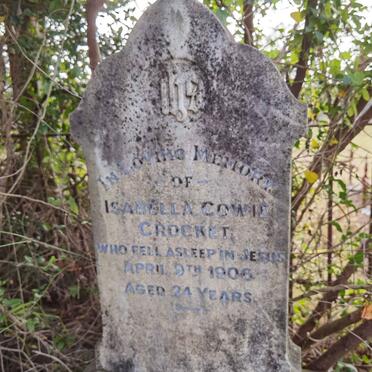 IHS
In Loving Memory
OF
ISABELLA COWIE
CROCKET,
WHO FELL ASLEEP IN JESUS
APRIL 9TH 1906
AGED 24 YEARS.